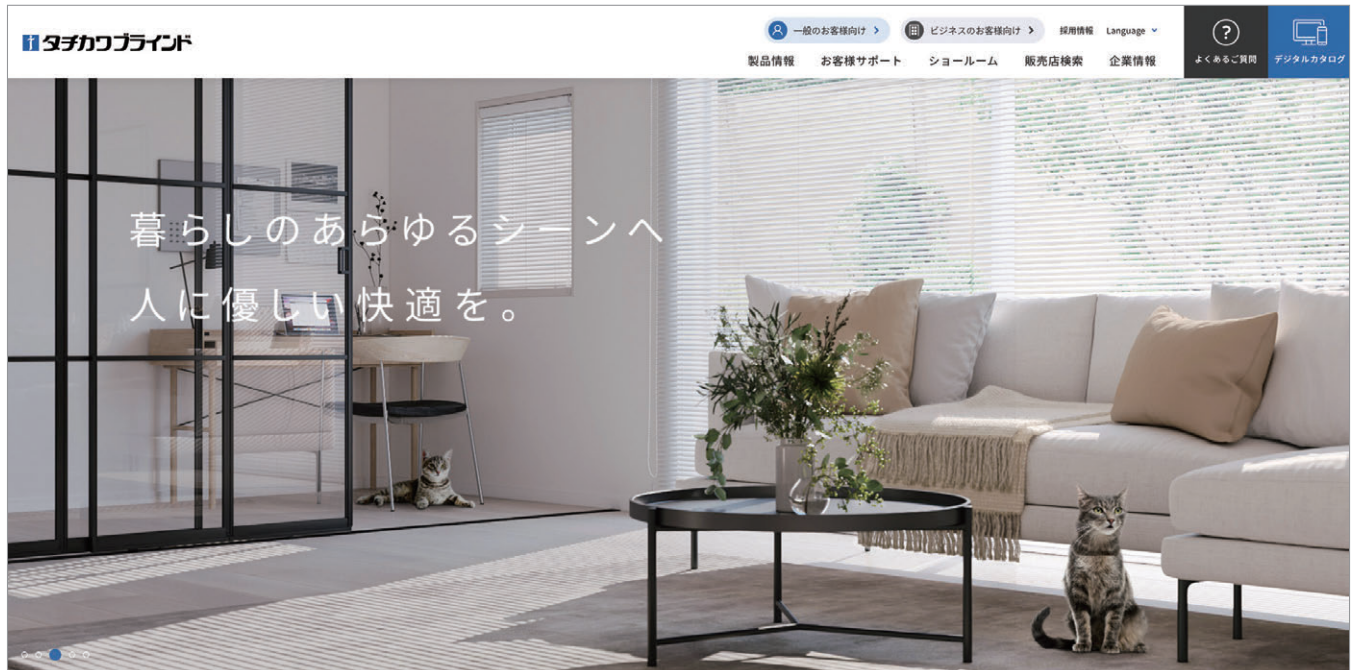 タチカワブラインド
一般のお客様向け
ビジネスのお客様向け
採用情報
Language
製品情報
お客様サポート
ショールーム
販売店検索
企業情報
よくあるご質問
デジタルカタログ
暮らしのあらゆるシーンへ
人に優しい快適を。